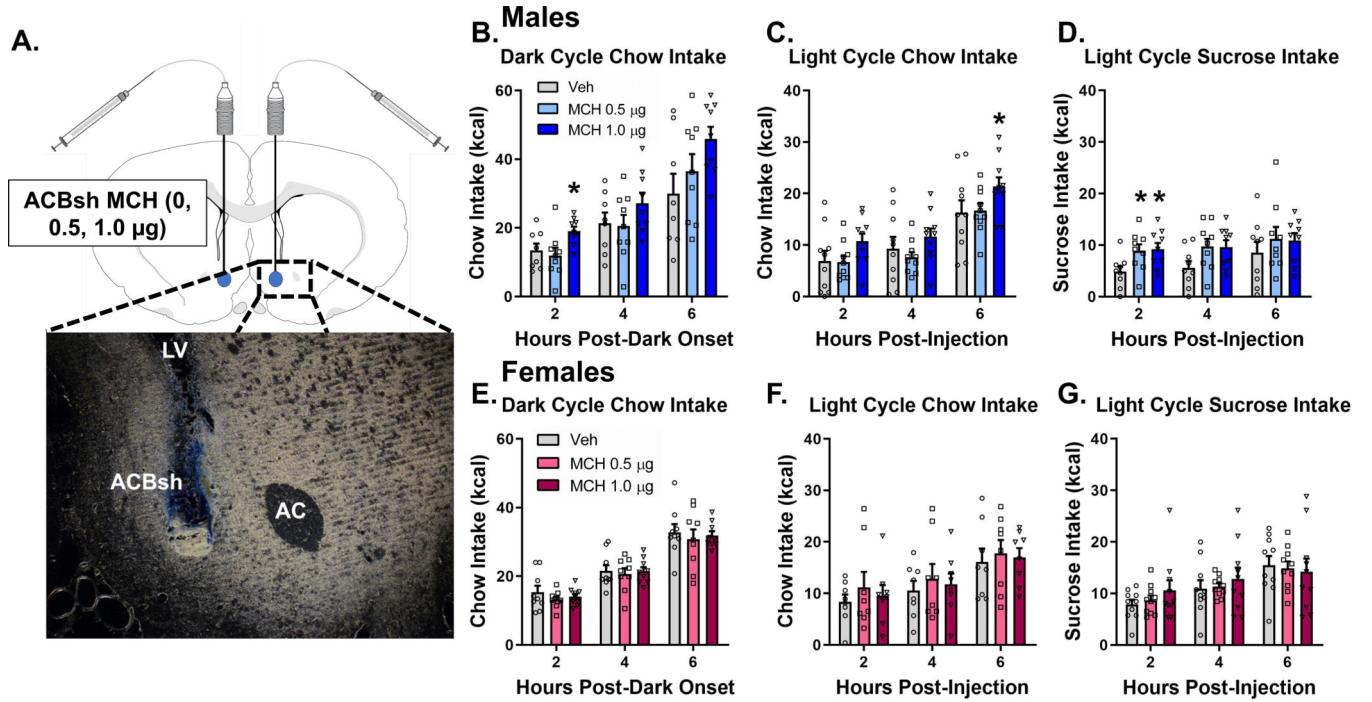 A.
ACBsh MCH (0,
0.5, 1.0 µg)
LV
ACBsh
AC
Males
B.
Dark Cycle Chow Intake
Veh
MCH 0.5 µg
MCH 1.0 µg
Chow Intake (kcal)
60
40
20
0
*
2 4 6
Hours Post-Dark Onset
C.
Light Cycle Chow Intake
Chow Intake (kcal)
40
30
20
10
0
*
2 4 6
Hours Post-Injection
D.
Light Cycle Sucrose Intake
Sucrose Intake (kcal)
40
30
20
10
0
* *
2 4 6
Hours Post-Injection
Females
E.
Dark Cycle Chow Intake
Veh
MCH 0.5 µg
MCH 1.0 µg
Chow Intake (kcal)
60
40
20
0
2 4 6
Hours Post-Dark Onset
F.
Light Cycle Chow Intake
Chow Intake (kcal)
40
30
20
10
0
2 4 6
Hours Post-Injection
G.
Light Cycle Sucrose Intake
Sucrose Intake (kcal)
40
30
20
10
0
2 4 6
Hours Post-Injection